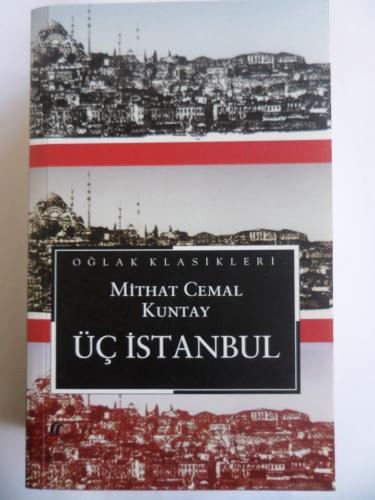 OĞLAK KLASİKLERİ
MİTHAT CEMAL
KUNTAY
ÜÇ İSTANBUL